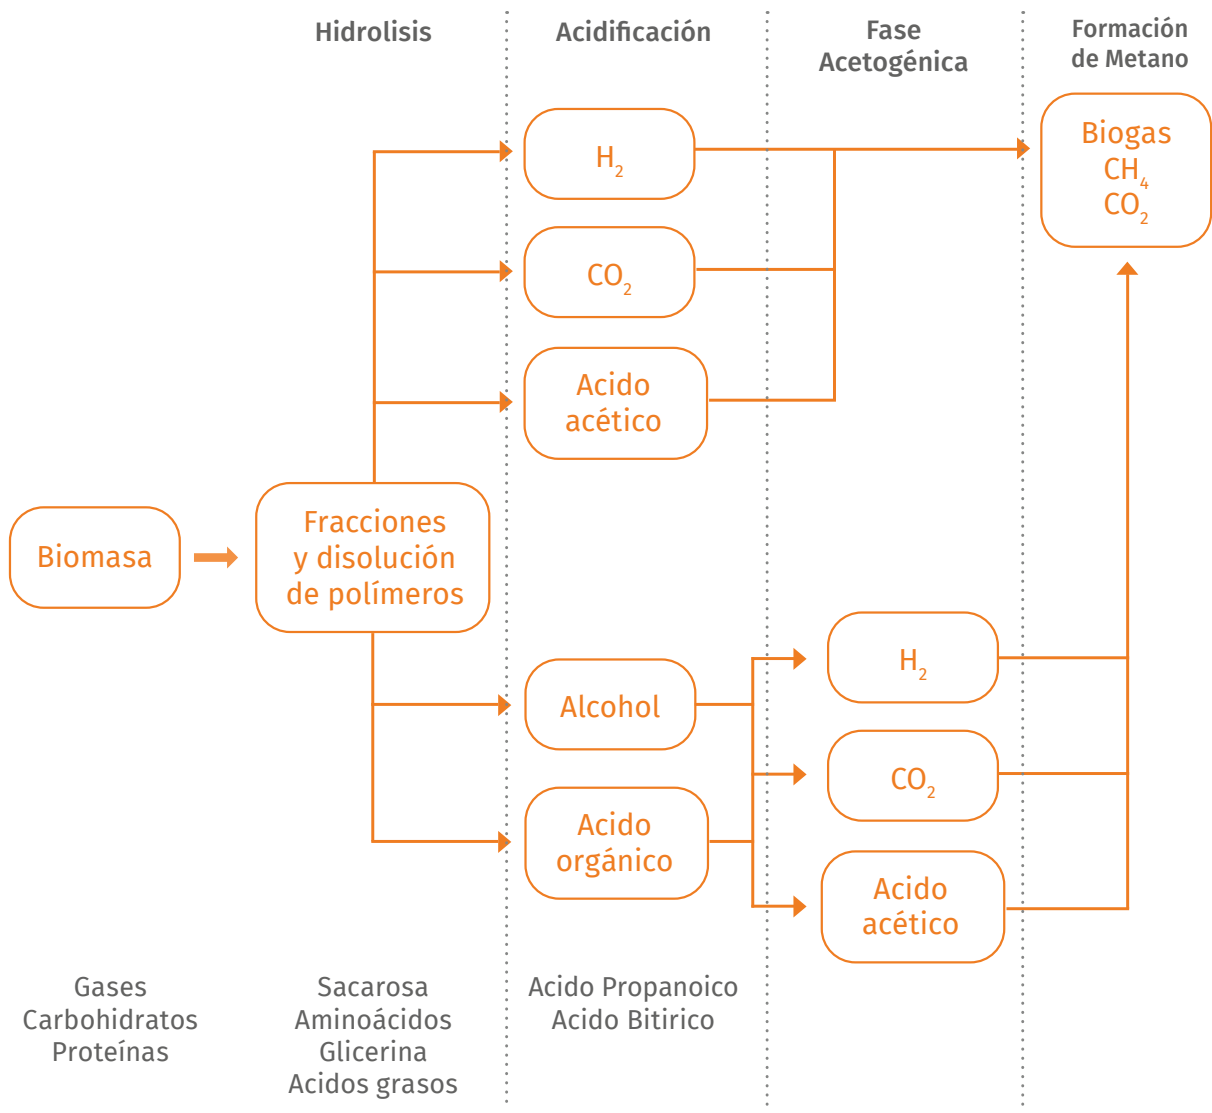 Hidrolisis
Acidificación
Fase
Acetogénica
Formación
de Metano
H₂
CO₂
Acido
acético
Biogas
CH₄
CO₂
Biomasa
Fracciones
y disolución
de polímeros
Alcohol
Acido
orgánico
H₂
CO₂
Acido
acético
Gases
Carbohidratos
Proteínas
Sacarosa
Aminoácidos
Glicerina
Acidos grasos
Acido Propanoico
Acido Bitirico